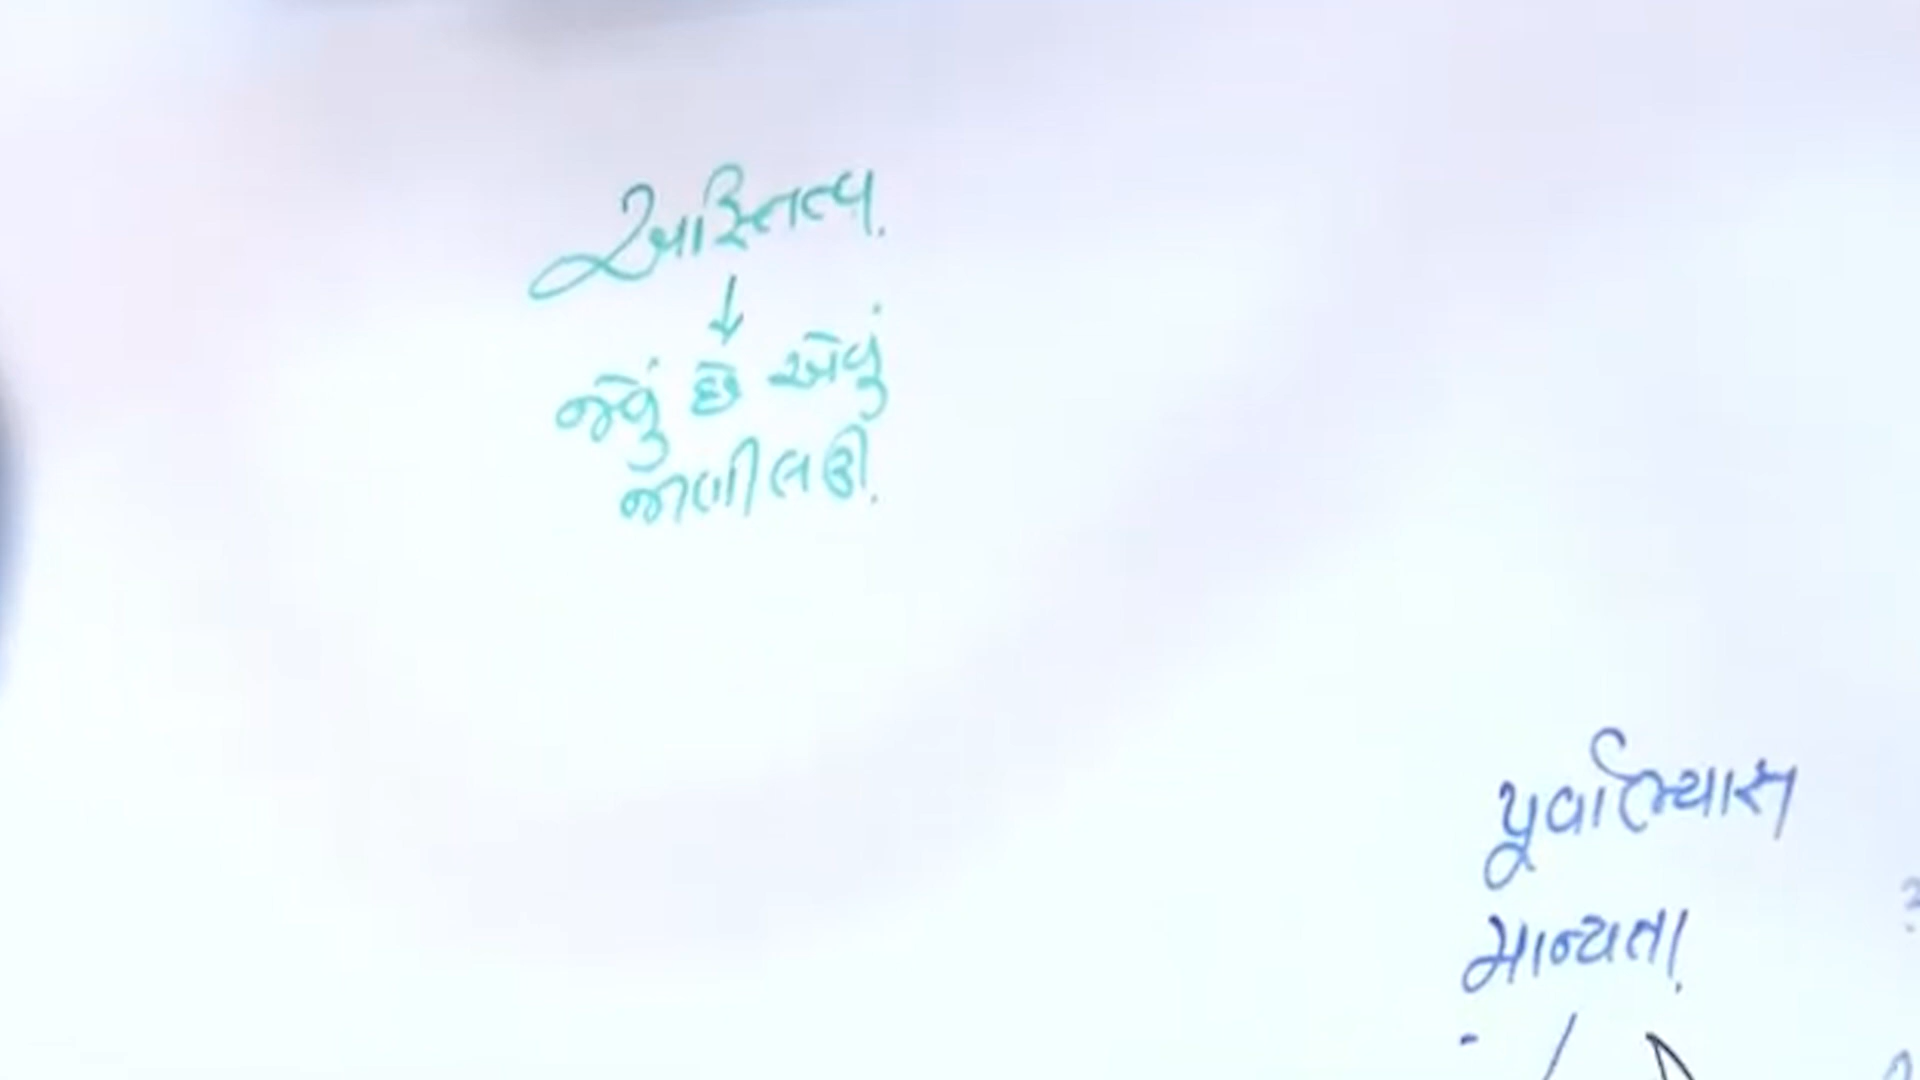 અસ્તિત્વ.
↓
જેવું છે એવું
જાણી લઉં.
પૂર્વાભ્યાસ
માન્યતા.